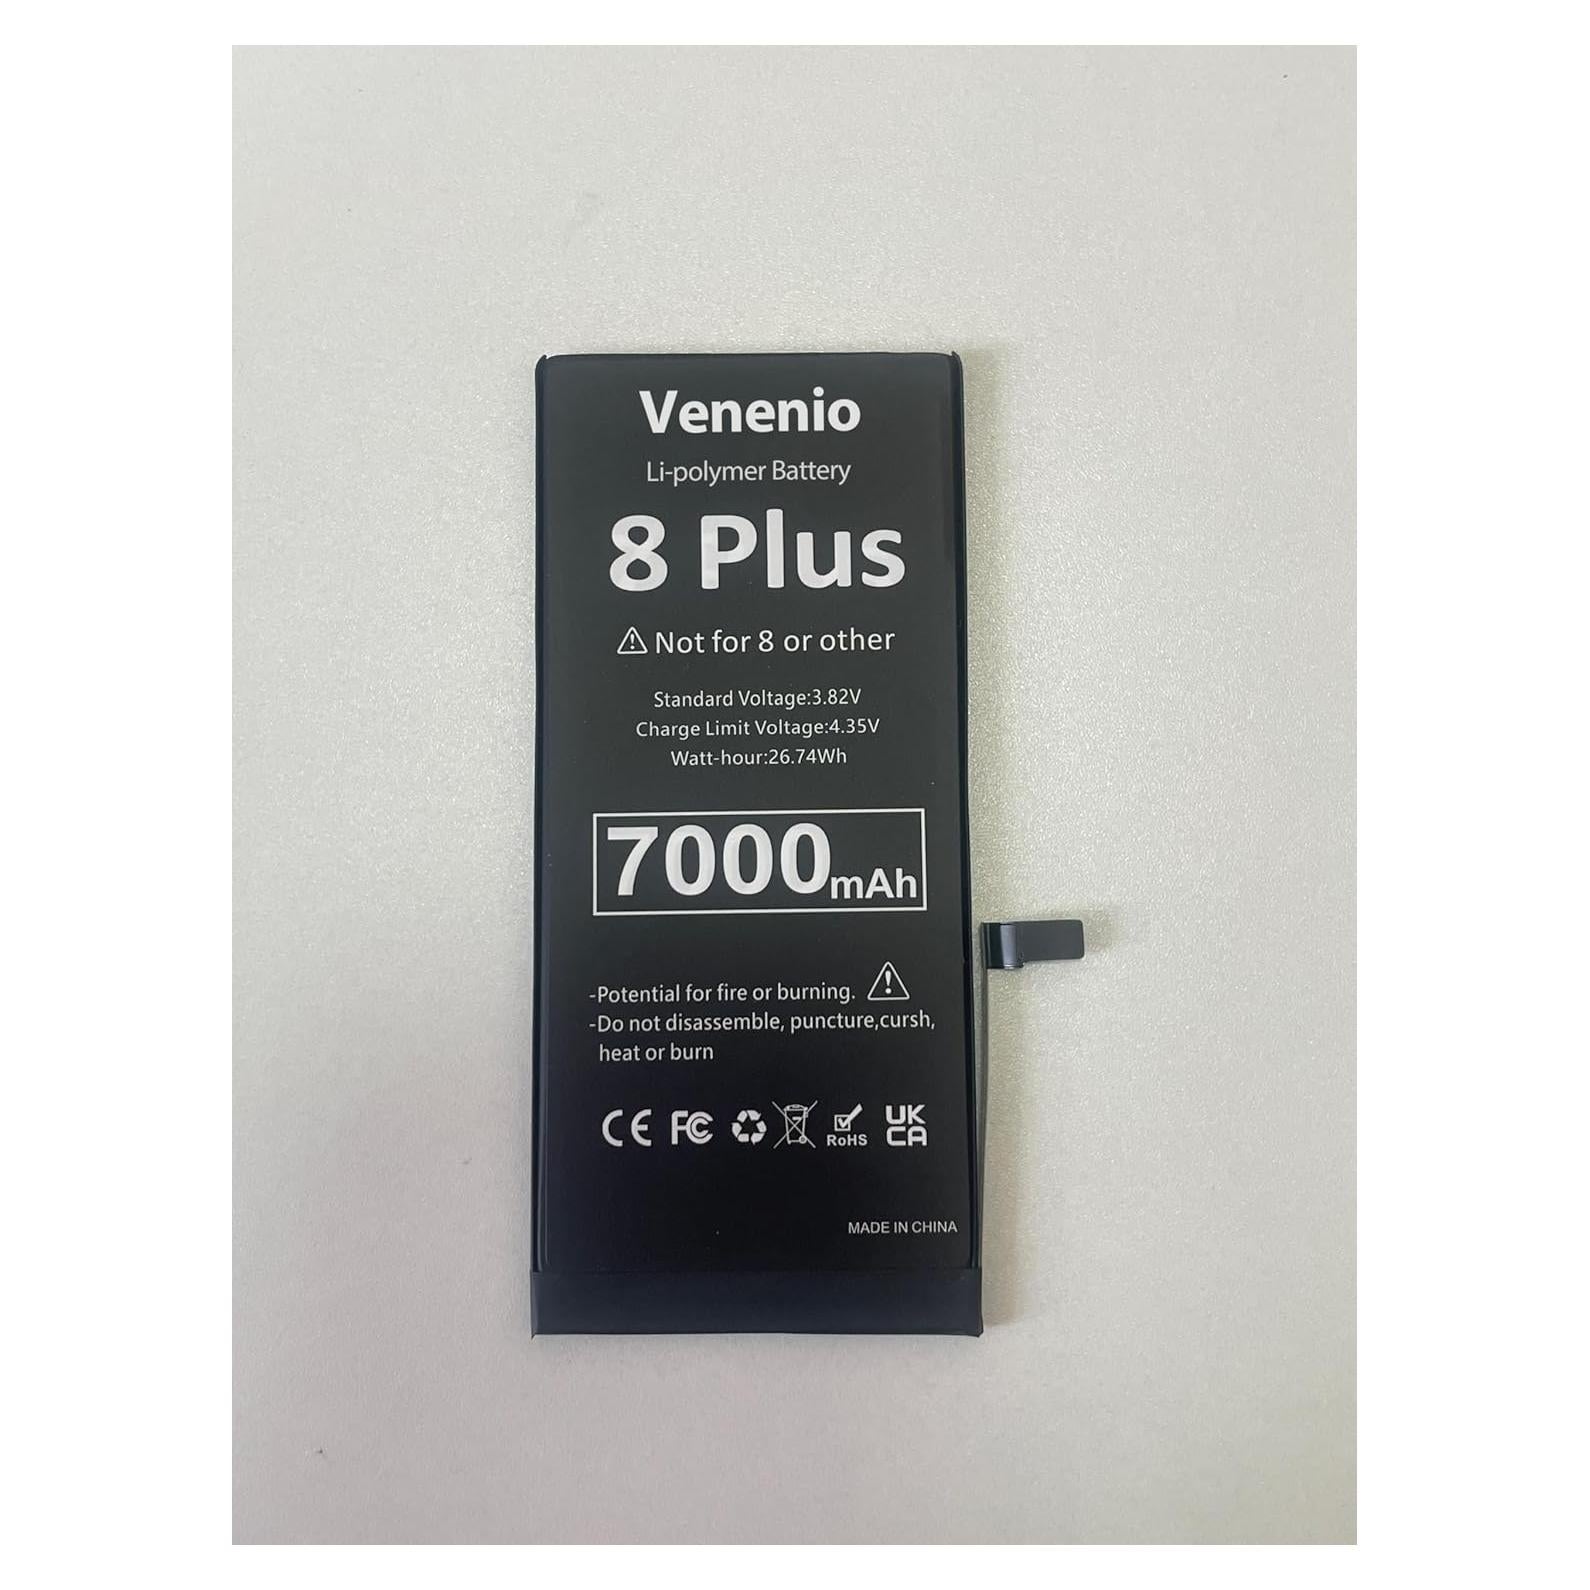 Venenio
Li-polymer Battery
8 Plus
Not for 8 or other
Standard Voltage:3.82V
Charge Limit Voltage:4.35V
Watt-hour:26.74Wh
7000mAh
-Potential for fire or burning.
-Do not disassemble, puncture,cursh,
heat or burn
CE FC RoHS UK CA
MADE IN CHINA